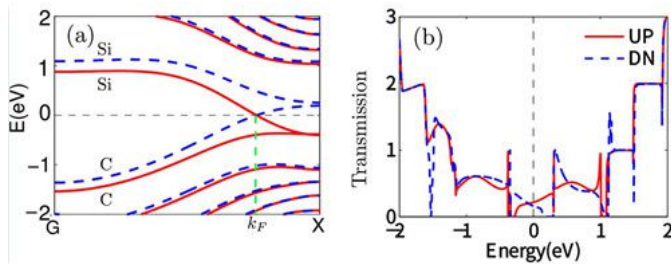 (a)
Si
Si
C
C
E(eV)
2
1
0
-1
-2
G
k_F
X
(b)
UP
DN
Transmission
3
2
1
0
-2
-1
0
1
2
Energy(eV)